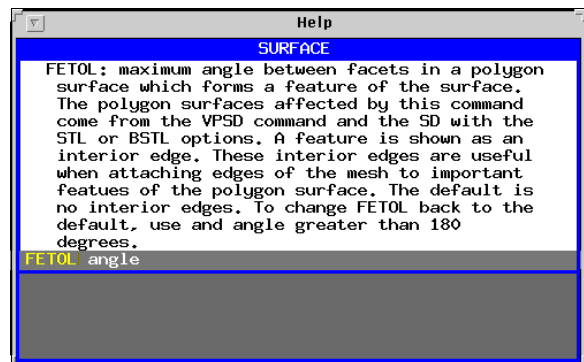 Help
SURFACE
FETOL: maximum angle between facets in a polygon
surface which forms a feature of the surface.
The polygon surfaces affected by this command
come from the VPSD command and the SD with the
STL or BSTL options. A feature is shown as an
interior edge. These interior edges are useful
when attaching edges of the mesh to important
featues of the polygon surface. The default is
no interior edges. To change FETOL back to the
default, use and angle greater than 180
degrees.
FETOL angle